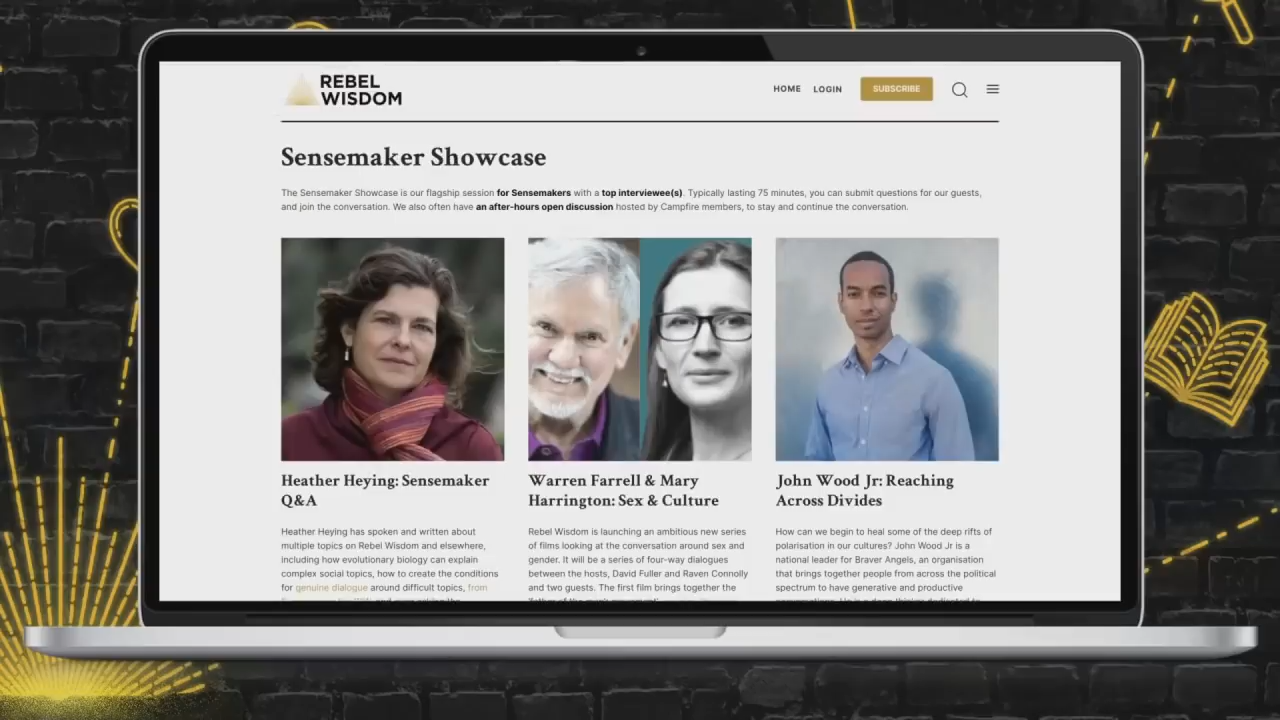 REBEL
WISDOM
HOME LOGIN SUBSCRIBE
Sensemaker Showcase
The Sensemaker Showcase is our flagship session for Sensemakers with a top interviewee(s). Typically lasting 75 minutes, you can submit questions for our guests,
and join the conversation. We also often have an after-hours open discussion hosted by Campfire members, to stay and continue the conversation.
Heather Heying: Sensemaker
Q&A
Heather Heying has spoken and written about
multiple topics on Rebel Wisdom and elsewhere,
including how evolutionary biology can explain
complex social topics, how to create the conditions
for genuine dialogue around difficult topics, from
Warren Farrell & Mary
Harrington: Sex & Culture
Rebel Wisdom is launching an ambitious new series
of films looking at the conversation around sex and
gender. It will be a series of four-way dialogues
between the hosts, David Fuller and Raven Connolly
and two guests. The first film brings together the
John Wood Jr: Reaching
Across Divides
How can we begin to heal some of the deep rifts of
polarisation in our cultures? John Wood Jr is a
national leader for Braver Angels, an organisation
that brings together people from across the political
spectrum to have generative and productive